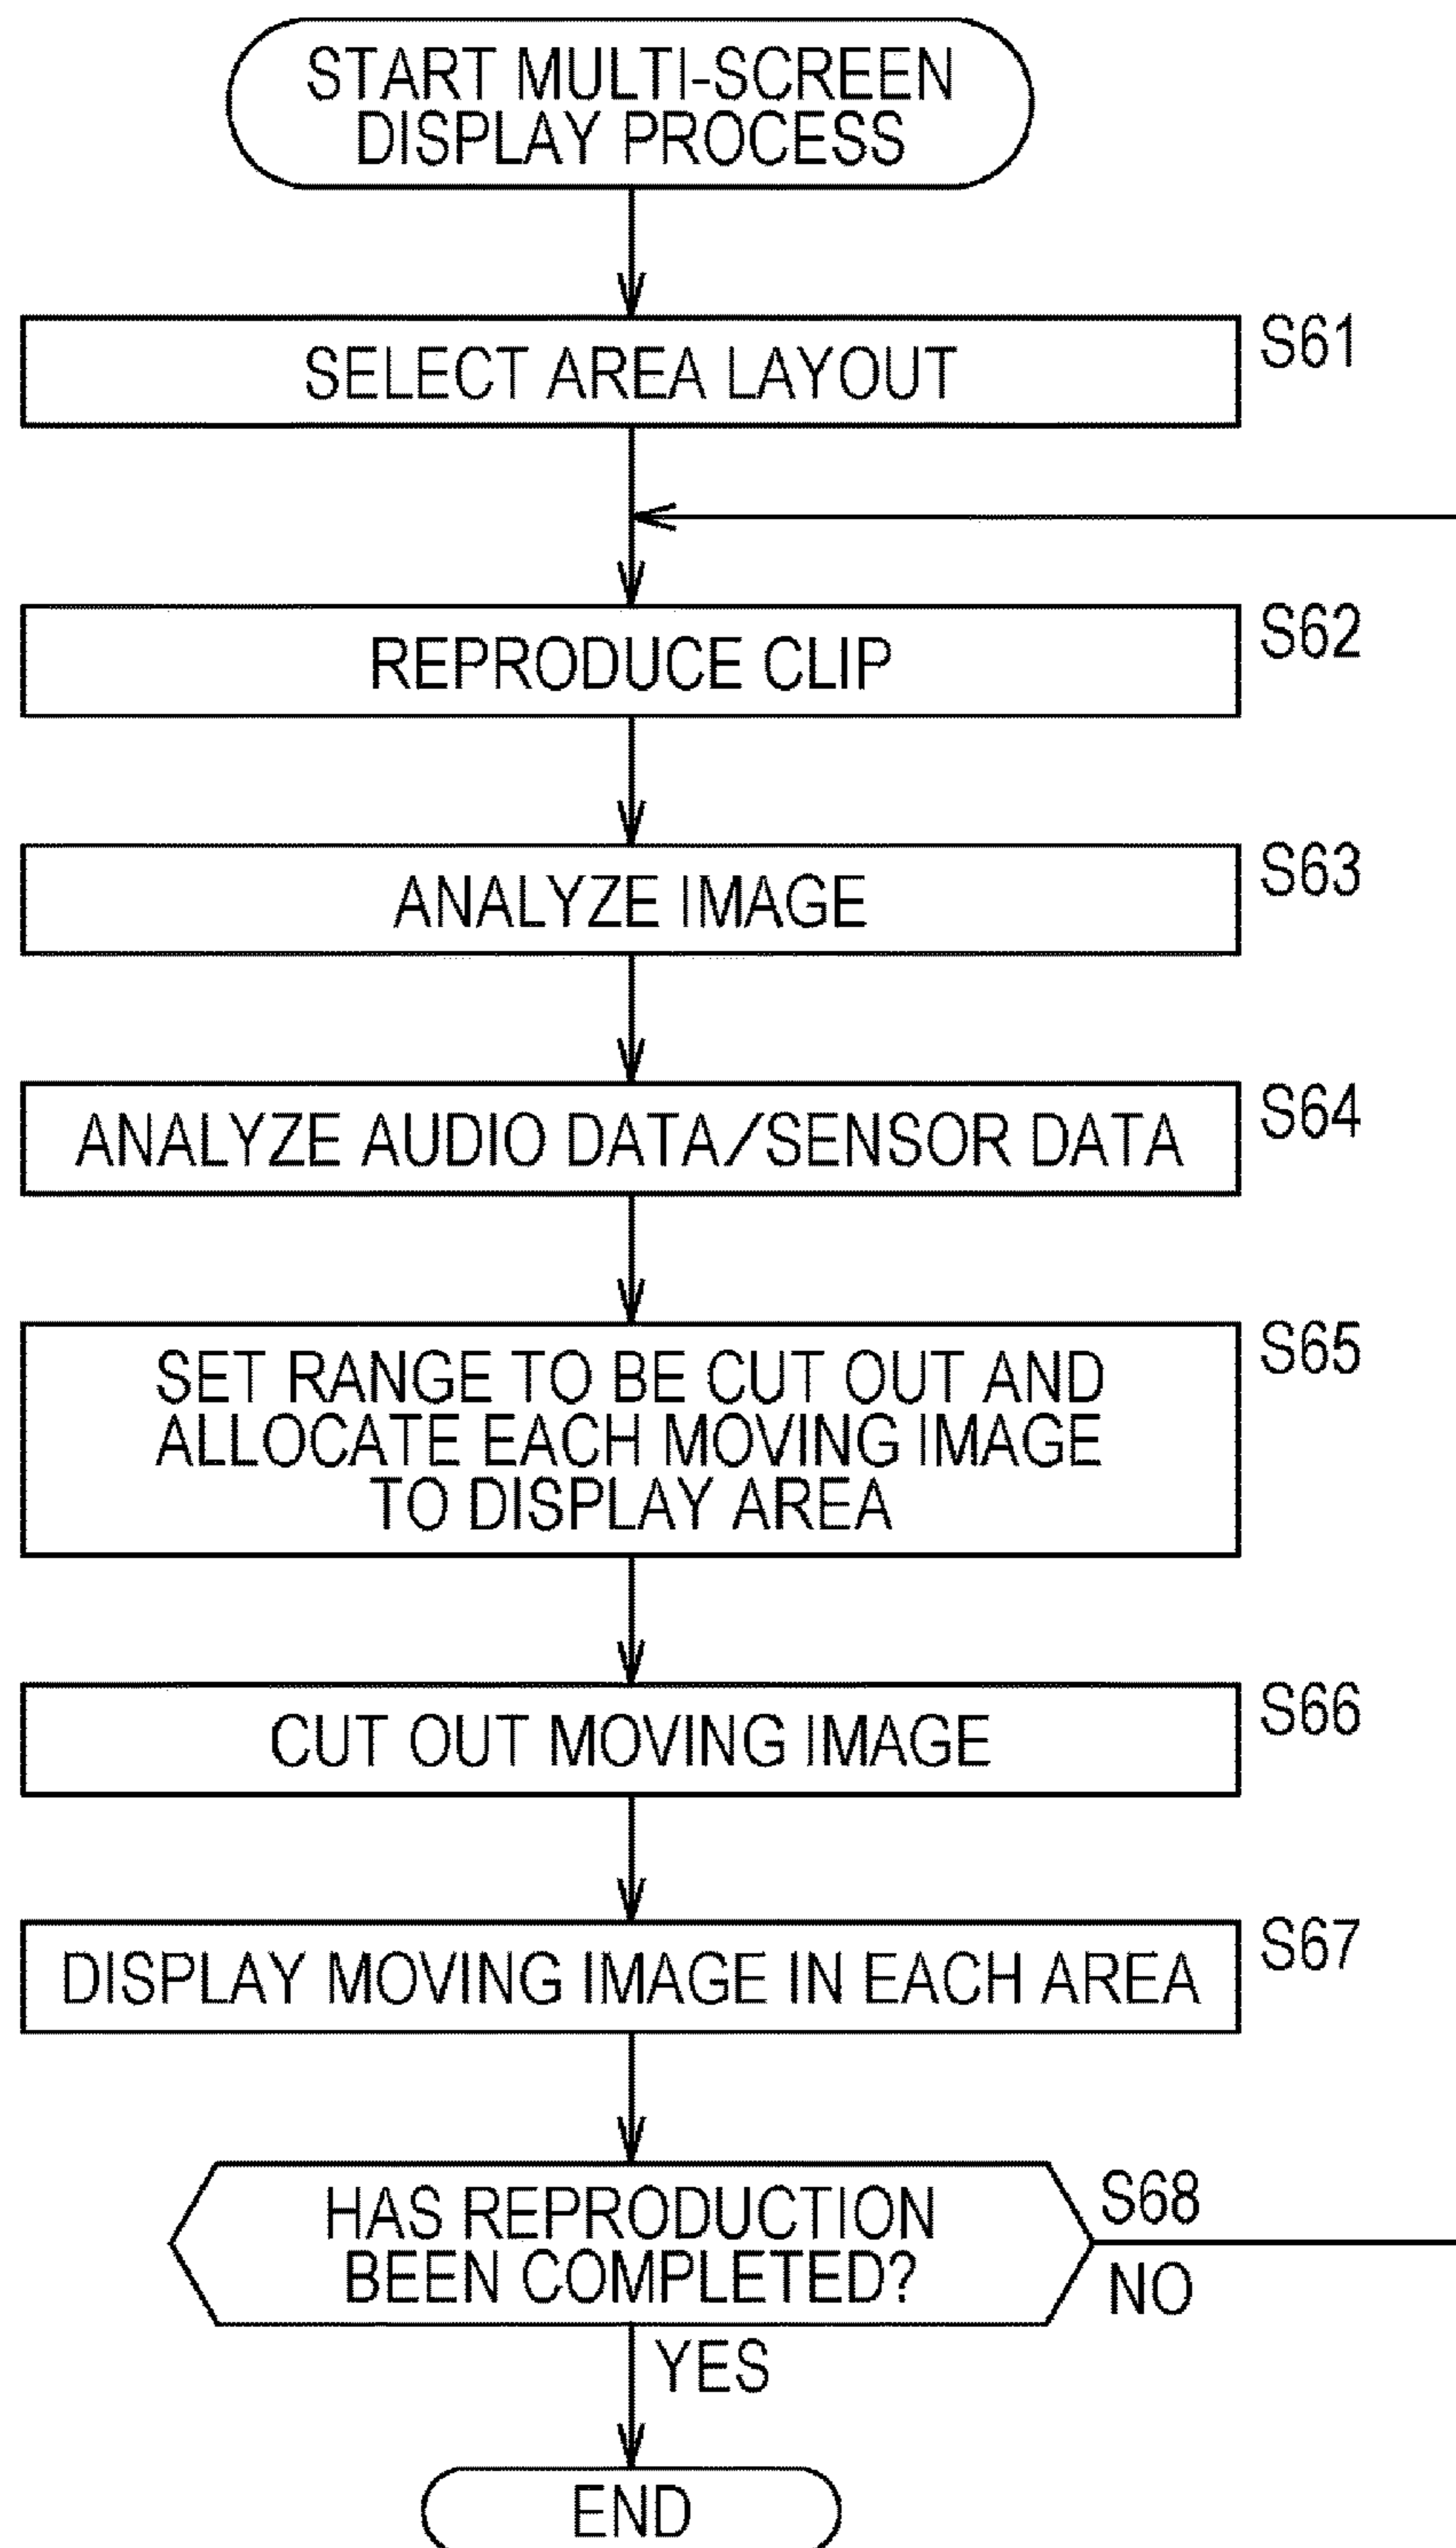 START MULTI-SCREEN
DISPLAY PROCESS
SELECT AREA LAYOUT
S61
REPRODUCE CLIP
S62
ANALYZE IMAGE
S63
ANALYZE AUDIO DATA/SENSOR DATA
S64
SET RANGE TO BE CUT OUT AND
ALLOCATE EACH MOVING IMAGE
TO DISPLAY AREA
S65
CUT OUT MOVING IMAGE
S66
DISPLAY MOVING IMAGE IN EACH AREA
S67
HAS REPRODUCTION
BEEN COMPLETED?
S68
NO
YES
END